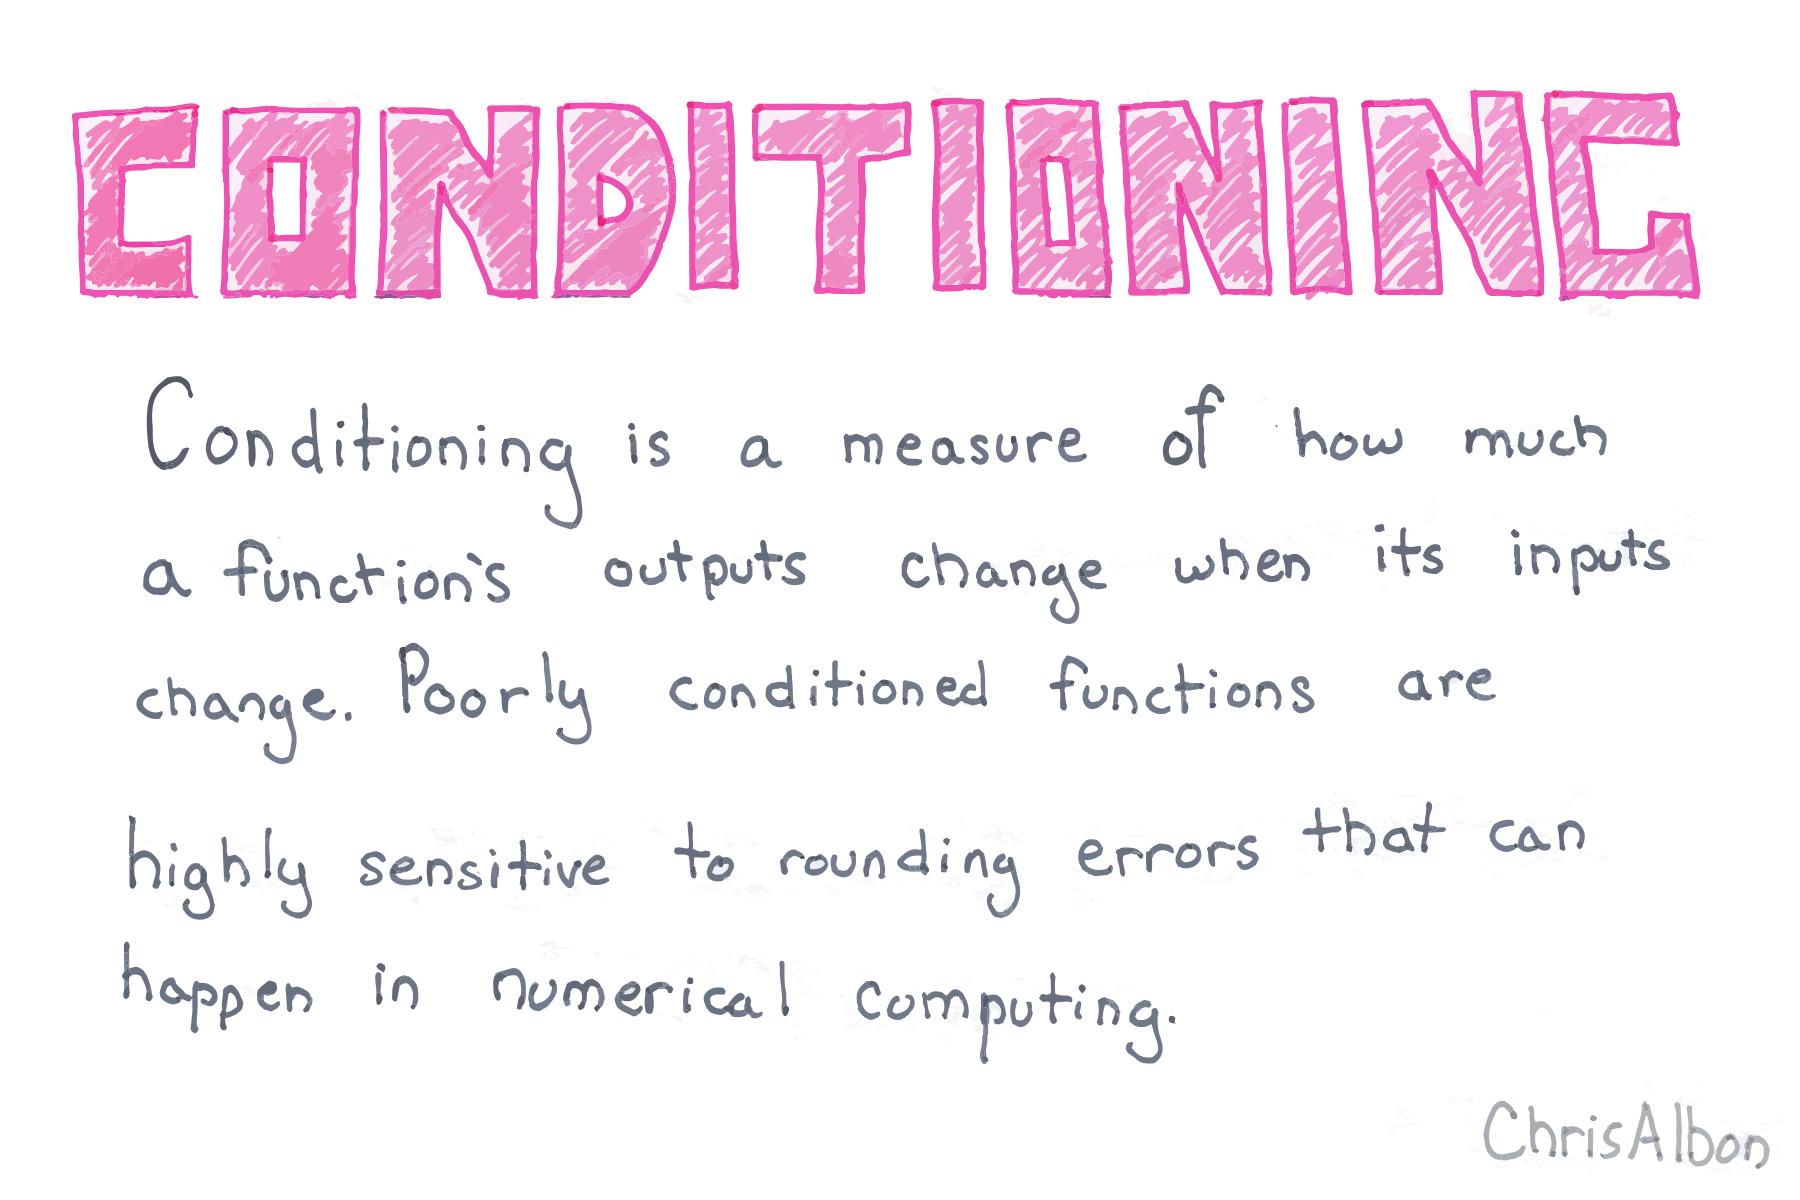 CONDITIONING
Conditioning is a measure of how much
a function's outputs change when its inputs
change. Poorly conditioned functions are
highly sensitive to rounding errors that can
happen in numerical computing.
ChrisAlbon